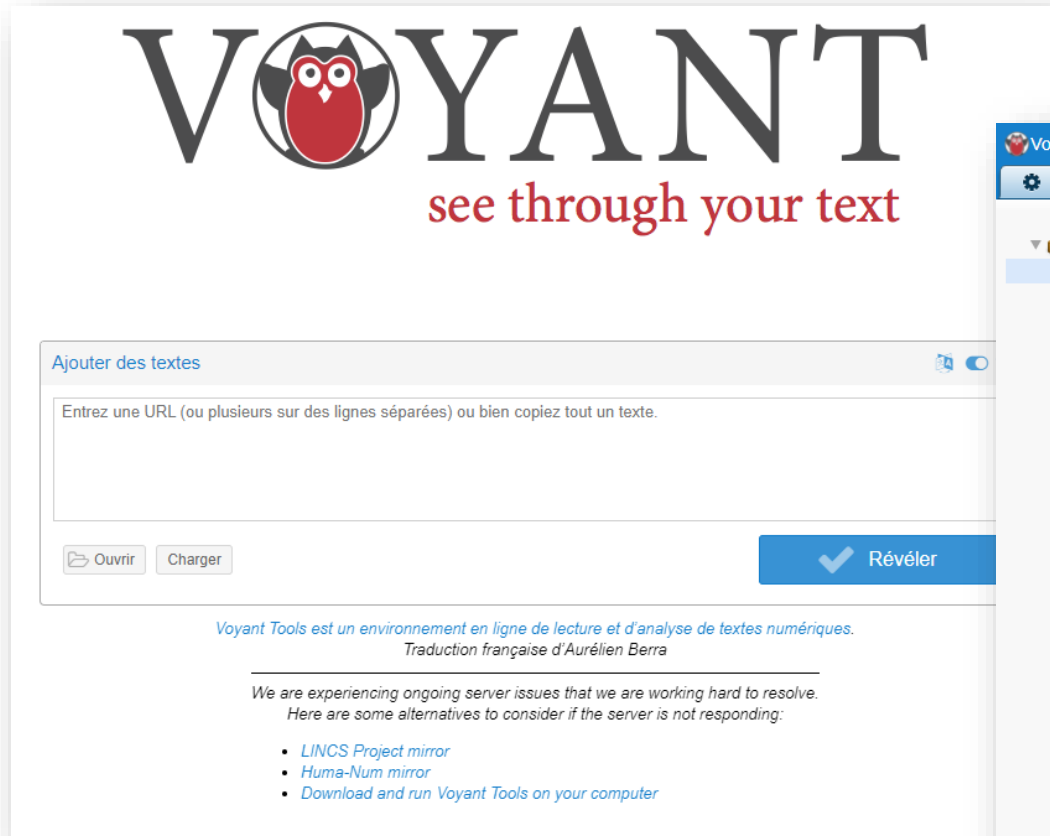 VOYANT
see through your text
Vo
Ajouter des textes
Entrez une URL (ou plusieurs sur des lignes séparées) ou bien copiez tout un texte.
Ouvrir Charger Révéler
Voyant Tools est un environnement en ligne de lecture et d'analyse de textes numériques.
Traduction française d'Aurélien Berra
We are experiencing ongoing server issues that we are working hard to resolve.
Here are some alternatives to consider if the server is not responding:
• LINCS Project mirror
• Huma-Num mirror
• Download and run Voyant Tools on your computer